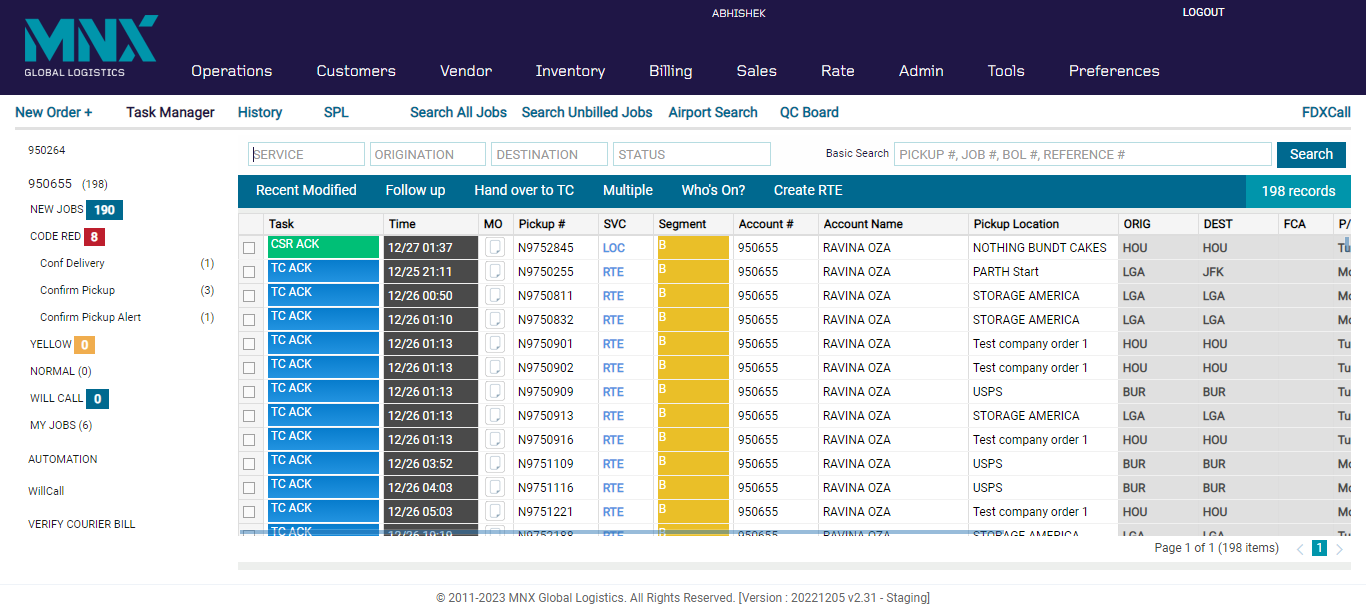 ABHISHEK LOGOUT
MNX
GLOBAL LOGISTICS
Operations Customers Vendor Inventory Billing Sales Rate Admin Tools Preferences
New Order + Task Manager History SPL Search All Jobs Search Unbilled Jobs Airport Search QC Board FDXCall
950264
950655 (198)
NEW JOBS 190
CODE RED 8
Conf Delivery (1)
Confirm Pickup (3)
Confirm Pickup Alert (1)
YELLOW 0
NORMAL (0)
WILL CALL 0
MY JOBS (6)
AUTOMATION
WillCall
VERIFY COURIER BILL
SERVICE ORIGINATION DESTINATION STATUS Basic Search PICKUP #, JOB #, BOL #, REFERENCE # Search
Recent Modified Follow up Hand over to TC Multiple Who's On? Create RTE 198 records
Task Time MO Pickup # SVC Segment Account # Account Name Pickup Location ORIG DEST FCA P/
CSR ACK 12/27 01:37 N9752845 LOC B 950655 RAVINA OZA NOTHING BUNDT CAKES HOU HOU Tu
TC ACK 12/25 21:11 N9750255 RTE B 950655 RAVINA OZA PARTH Start LGA JFK Mo
TC ACK 12/26 00:50 N9750811 RTE B 950655 RAVINA OZA STORAGE AMERICA LGA LGA Mo
TC ACK 12/26 01:10 N9750832 RTE B 950655 RAVINA OZA STORAGE AMERICA LGA LGA Mo
TC ACK 12/26 01:13 N9750901 RTE B 950655 RAVINA OZA Test company order 1 HOU HOU Tu
TC ACK 12/26 01:13 N9750902 RTE B 950655 RAVINA OZA Test company order 1 HOU HOU Tu
TC ACK 12/26 01:13 N9750909 RTE B 950655 RAVINA OZA USPS BUR BUR Tu
TC ACK 12/26 01:13 N9750913 RTE B 950655 RAVINA OZA STORAGE AMERICA LGA LGA Tu
TC ACK 12/26 01:13 N9750916 RTE B 950655 RAVINA OZA Test company order 1 HOU HOU Tu
TC ACK 12/26 03:52 N9751109 RTE B 950655 RAVINA OZA USPS BUR BUR Mo
TC ACK 12/26 04:03 N9751116 RTE B 950655 RAVINA OZA USPS BUR BUR Mo
TC ACK 12/26 05:03 N9751221 RTE B 950655 RAVINA OZA Test company order 1 HOU HOU Mo
TC ACK 12/26 19:19 N9752188 RTE B 950655 RAVINA OZA STORAGE AMERICA LGA LGA Tu
Page 1 of 1 (198 items) 1
© 2011-2023 MNX Global Logistics. All Rights Reserved. [Version : 20221205 v2.31 - Staging]